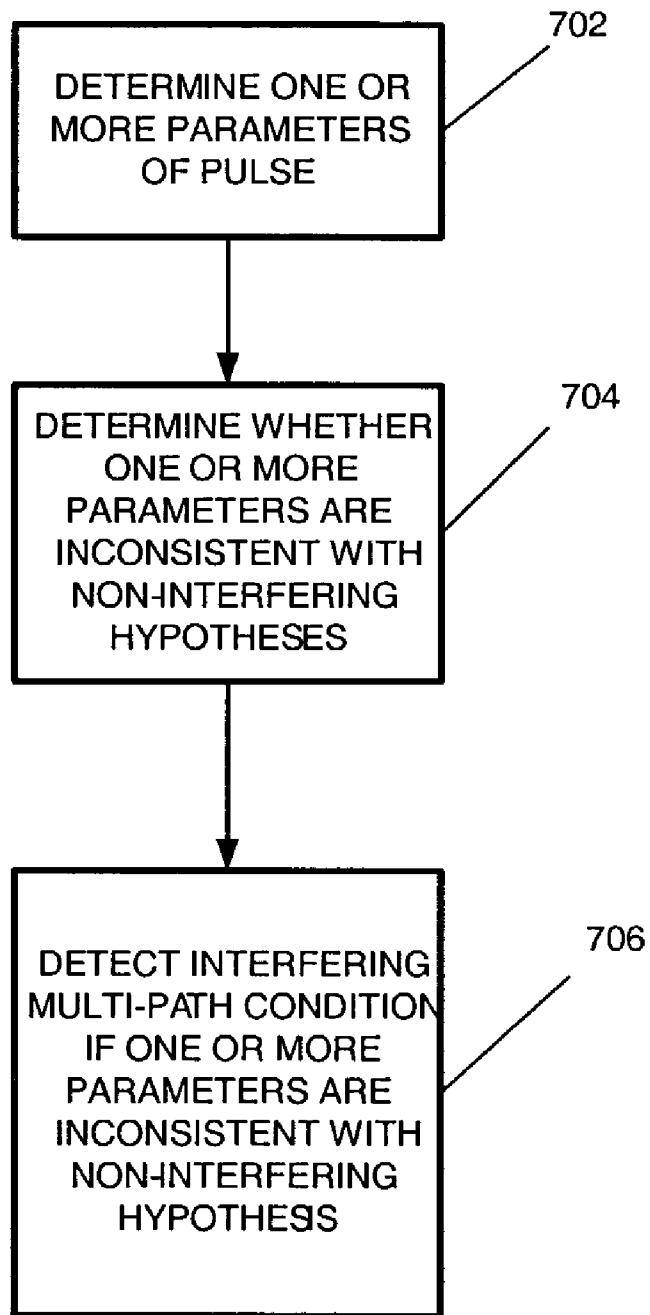 702
DETERMINE ONE OR
MORE PARAMETERS
OF PULSE
704
DETERMINE WHETHER
ONE OR MORE
PARAMETERS ARE
INCONSISTENT WITH
NON-INTERFERING
HYPOTHESES
706
DETECT INTERFERING
MULTI-PATH CONDITION
IF ONE OR MORE
PARAMETERS ARE
INCONSISTENT WITH
NON-INTERFERING
HYPOTHESIS